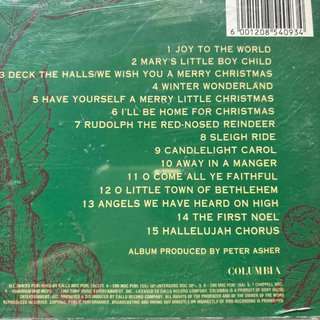 6 001208 540934
1 JOY TO THE WORLD
2 MARY'S LITTLE BOY CHILD
3 DECK THE HALLS/WE WISH YOU A MERRY CHRISTMAS
4 WINTER WONDERLAND
5 HAVE YOURSELF A MERRY LITTLE CHRISTMAS
6 I'LL BE HOME FOR CHRISTMAS
7 RUDOLPH THE RED-NOSED REINDEER
8 SLEIGH RIDE
9 CANDLELIGHT CAROL
10 AWAY IN A MANGER
11 O COME ALL YE FAITHFUL
12 O LITTLE TOWN OF BETHLEHEM
13 ANGELS WE HAVE HEARD ON HIGH
14 THE FIRST NOEL
15 HALLELUJAH CHORUS
ALBUM PRODUCED BY PETER ASHER
COLUMBIA